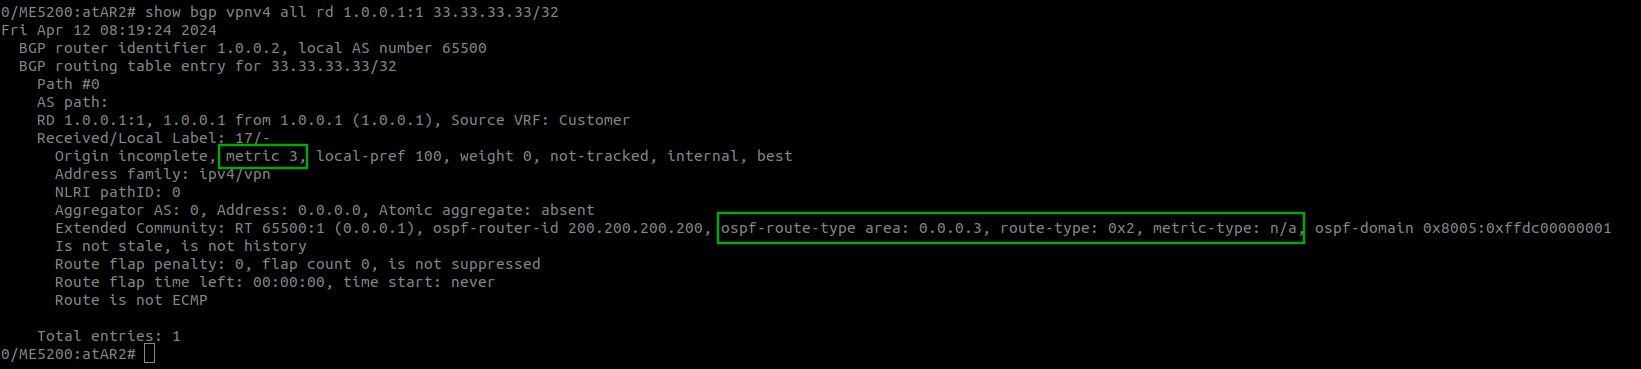 0/ME5200:atAR2# show bgp vpnv4 all rd 1.0.0.1:1 33.33.33.33/32
Fri Apr 12 08:19:24 2024
BGP router identifier 1.0.0.2, local AS number 65500
BGP routing table entry for 33.33.33.33/32
Path #0
AS path:
RD 1.0.0.1:1, 1.0.0.1 from 1.0.0.1 (1.0.0.1), Source VRF: Customer
Received/Local Label: 17/-
Origin incomplete, metric 3, local-pref 100, weight 0, not-tracked, internal, best
Address family: ipv4/vpn
NLRI pathID: 0
Aggregator AS: 0, Address: 0.0.0.0, Atomic aggregate: absent
Extended Community: RT 65500:1 (0.0.0.1), ospf-router-id 200.200.200.200, ospf-route-type area: 0.0.0.3, route-type: 0x2, metric-type: n/a, ospf-domain 0x8005:0xffdc00000001
Is not stale, is not history
Route flap penalty: 0, flap count 0, is not suppressed
Route flap time left: 00:00:00, time start: never
Route is not ECMP
Total entries: 1
0/ME5200:atAR2#